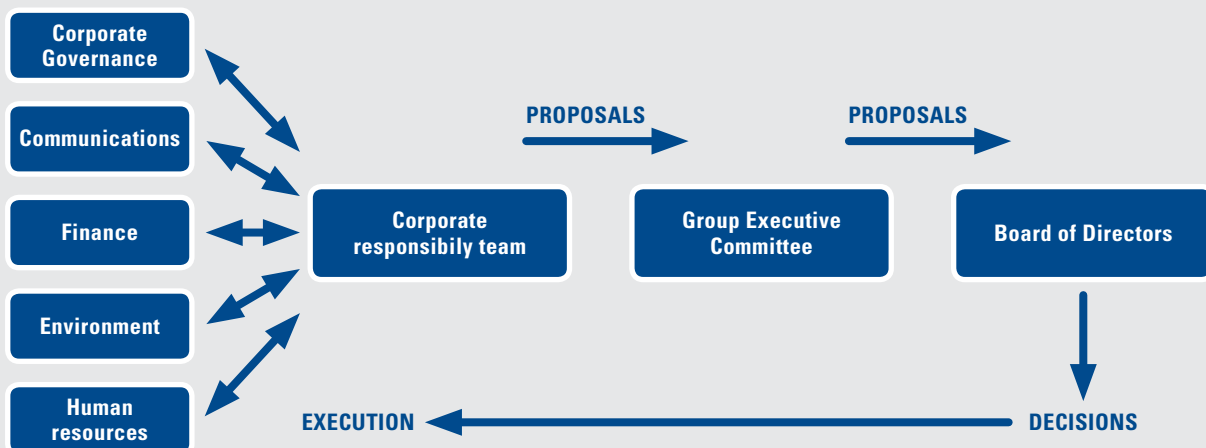 Corporate
Governance
Communications
Finance
Environment
Human
resources
PROPOSALS
PROPOSALS
Corporate
responsibily team
Group Executive
Committee
Board of Directors
EXECUTION
DECISIONS